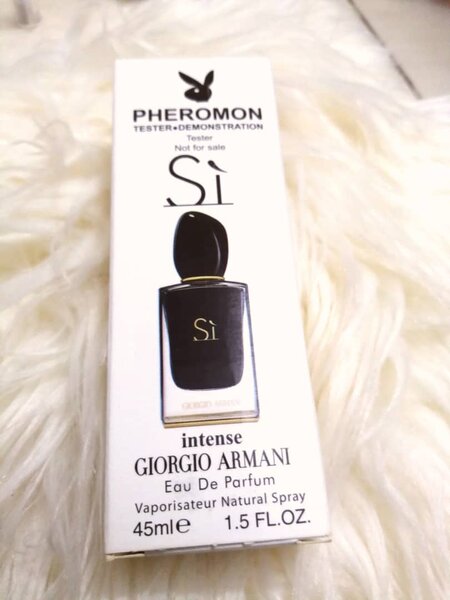 PHEROMON
TESTER●DEMONSTRATION
Tester
Not for sale
Sì
Sì
GIORGIO ARMANI
intense
GIORGIO ARMANI
Eau De Parfum
Vaporisateur Natural Spray
45ml℮ 1.5 FL.OZ.